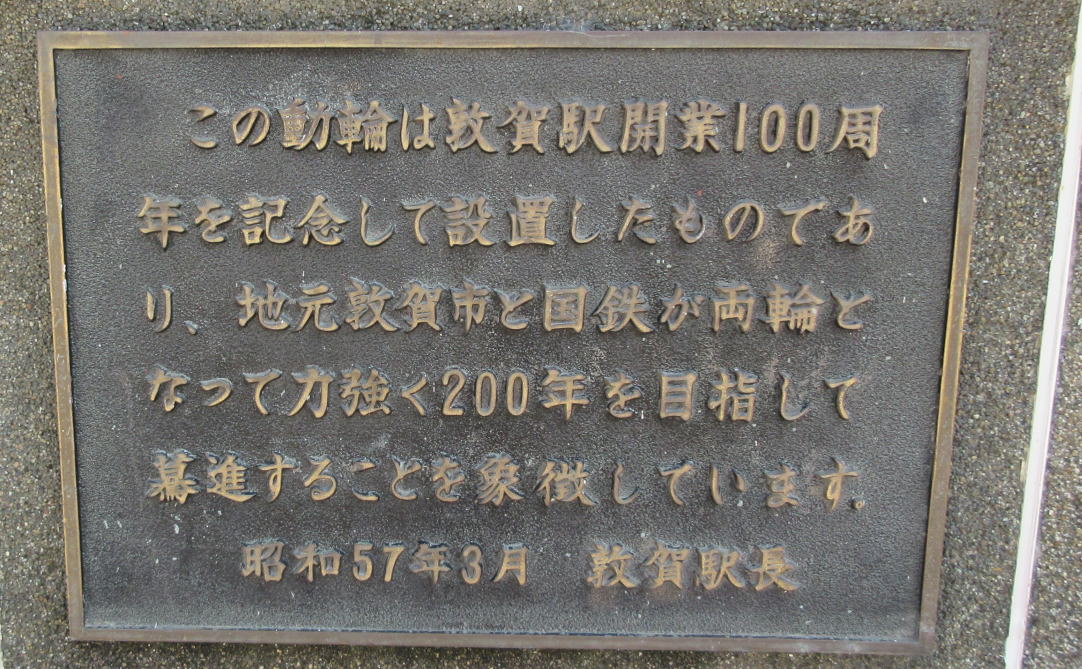 この動輪は敦賀駅開業100周
年を記念して設置したものであ
り、地元敦賀市と国鉄が両輪と
なって力強く200年を目指して
驀進することを象徴しています。
昭和57年3月　敦賀駅長